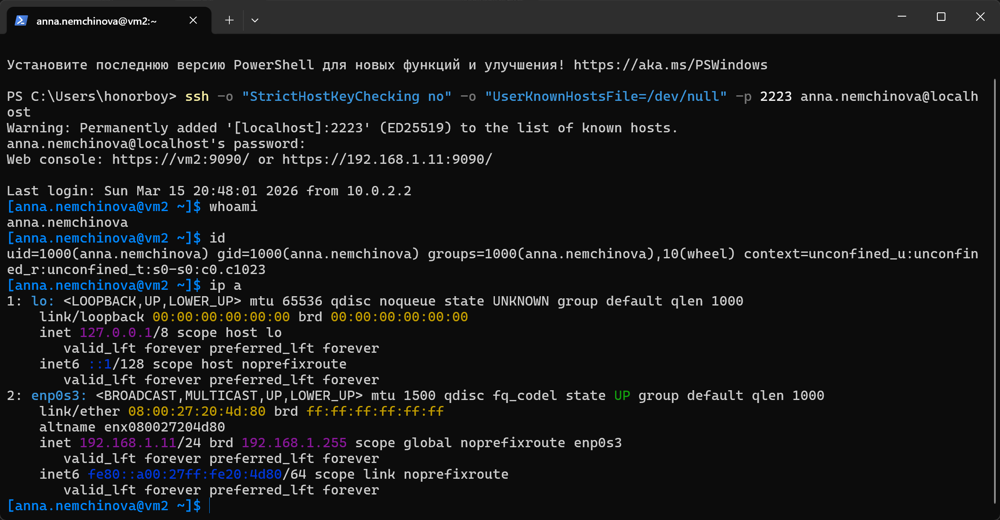 anna.nemchinova@vm2:~
Установите последнюю версию PowerShell для новых функций и улучшения! https://aka.ms/PSWindows
PS C:\Users\honorboy> ssh -o "StrictHostKeyChecking no" -o "UserKnownHostsFile=/dev/null" -p 2223 anna.nemchinova@localh
ost
Warning: Permanently added '[localhost]:2223' (ED25519) to the list of known hosts.
anna.nemchinova@localhost's password:
Web console: https://vm2:9090/ or https://192.168.1.11:9090/
Last login: Sun Mar 15 20:48:01 2026 from 10.0.2.2
[anna.nemchinova@vm2 ~]$ whoami
anna.nemchinova
[anna.nemchinova@vm2 ~]$ id
uid=1000(anna.nemchinova) gid=1000(anna.nemchinova) groups=1000(anna.nemchinova),10(wheel) context=unconfined_u:unconfin
ed_r:unconfined_t:s0-s0:c0.c1023
[anna.nemchinova@vm2 ~]$ ip a
1: lo: <LOOPBACK,UP,LOWER_UP> mtu 65536 qdisc noqueue state UNKNOWN group default qlen 1000
    link/loopback 00:00:00:00:00:00 brd 00:00:00:00:00:00
    inet 127.0.0.1/8 scope host lo
       valid_lft forever preferred_lft forever
    inet6 ::1/128 scope host noprefixroute
       valid_lft forever preferred_lft forever
2: enp0s3: <BROADCAST,MULTICAST,UP,LOWER_UP> mtu 1500 qdisc fq_codel state UP group default qlen 1000
    link/ether 08:00:27:20:4d:80 brd ff:ff:ff:ff:ff:ff
    altname enx080027204d80
    inet 192.168.1.11/24 brd 192.168.1.255 scope global noprefixroute enp0s3
       valid_lft forever preferred_lft forever
    inet6 fe80::a00:27ff:fe20:4d80/64 scope link noprefixroute
       valid_lft forever preferred_lft forever
[anna.nemchinova@vm2 ~]$